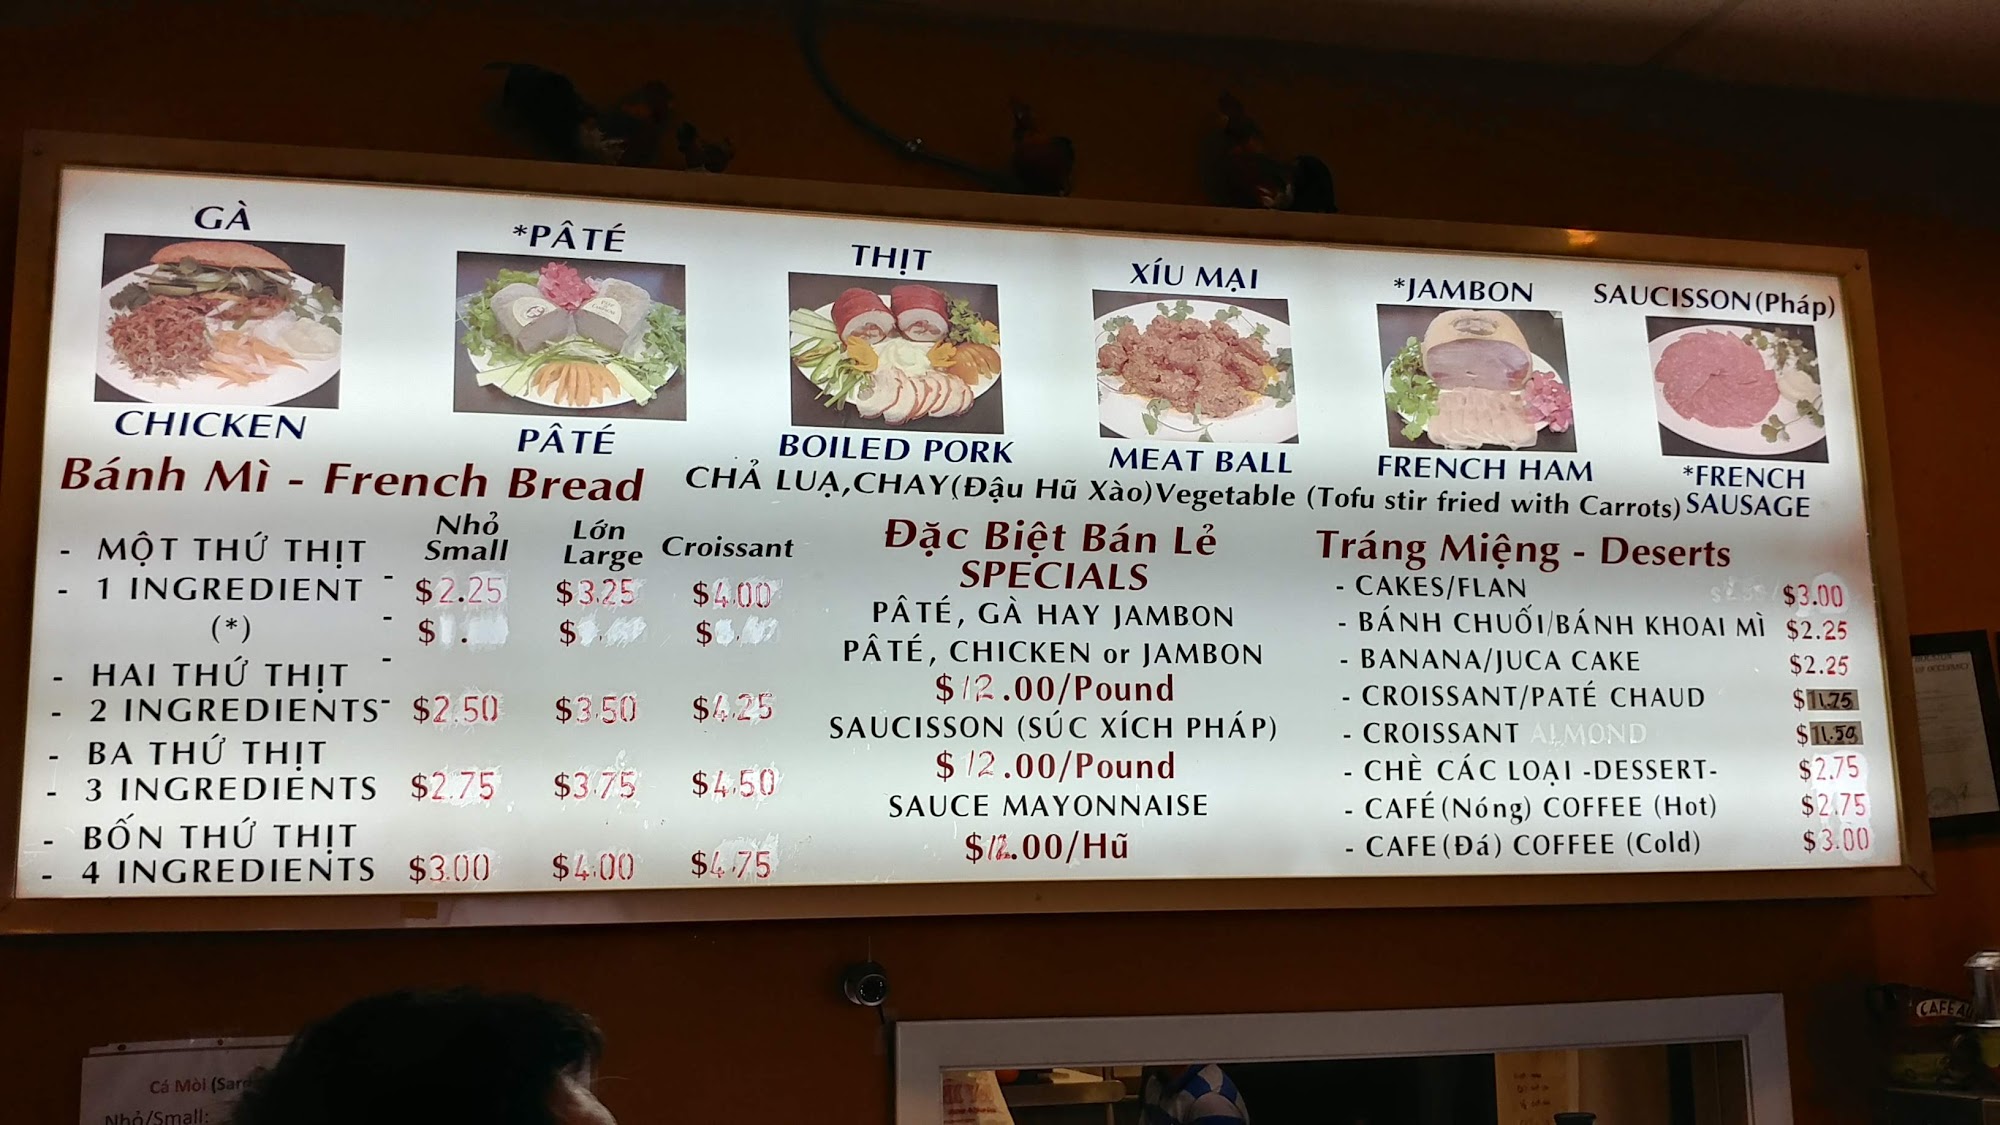 GÀ
CHICKEN
*PÂTÉ
PÂTÉ
THỊT
BOILED PORK
XÍU MẠI
MEAT BALL
*JAMBON
FRENCH HAM
SAUCISSON(Pháp)
*FRENCH
SAUSAGE
CHẢ LUẠ,CHAY(Đậu Hũ Xào)Vegetable (Tofu stir fried with Carrots)
Bánh Mì - French Bread
Nhỏ
Small
Lớn
Large
Croissant
- MỘT THỨ THỊT
- 1 INGREDIENT - $2.25 $3.25 $4.00
(*) -
- HAI THỨ THỊT -
- 2 INGREDIENTS - $2.50 $3.50 $4.25
- BA THỨ THỊT
- 3 INGREDIENTS $2.75 $3.75 $4.50
- BỐN THỨ THỊT
- 4 INGREDIENTS $3.00 $4.00 $4.75
Đặc Biệt Bán Lẻ
SPECIALS
PÂTÉ, GÀ HAY JAMBON
PÂTÉ, CHICKEN or JAMBON
$12.00/Pound
SAUCISSON (SÚC XÍCH PHÁP)
$12.00/Pound
SAUCE MAYONNAISE
$12.00/Hũ
Tráng Miệng - Deserts
- CAKES/FLAN $3.00
- BÁNH CHUỐI/BÁNH KHOAI MÌ $2.25
- BANANA/JUCA CAKE $2.25
- CROISSANT/PATÉ CHAUD $11.75
- CROISSANT ALMOND $11.50
- CHÈ CÁC LOẠI -DESSERT- $2.75
- CAFÉ(Nóng) COFFEE (Hot) $2.75
- CAFE(Đá) COFFEE (Cold) $3.00
Cá Mòi
Nhỏ/Small: